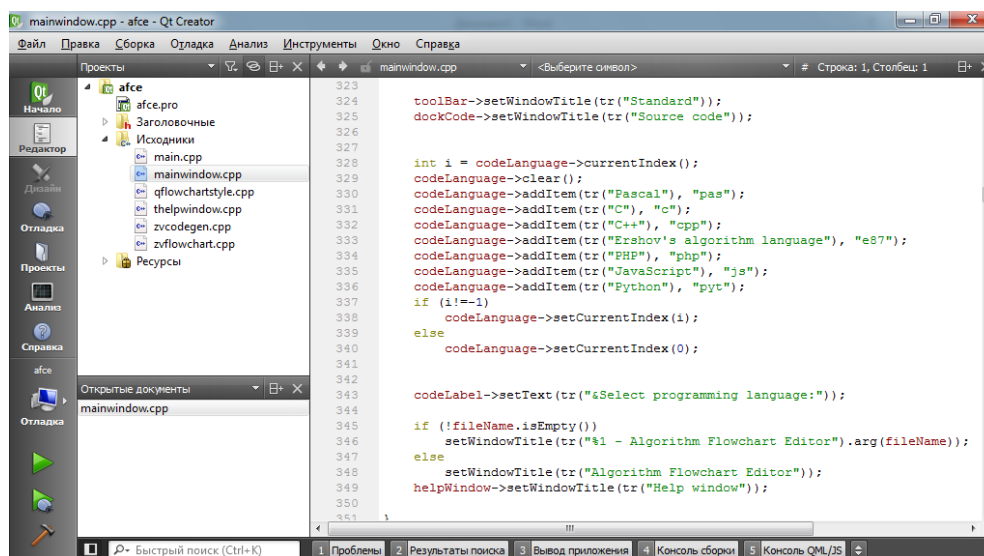 mainwindow.cpp - afce - Qt Creator
Файл Правка Сборка Отладка Анализ Инструменты Окно Справка
Проекты
mainwindow.cpp
<Выберите символ>
# Строка: 1, Столбец: 1
Начало
Редактор
Дизайн
Отладка
Проекты
Анализ
Справка
afce
Отладка
afce
afce.pro
Заголовочные
Исходники
main.cpp
mainwindow.cpp
qflowchartstyle.cpp
thelpwindow.cpp
zvcodegen.cpp
zvflowchart.cpp
Ресурсы
Открытые документы
mainwindow.cpp
323
324 toolBar->setWindowTitle(tr("Standard"));
325 dockCode->setWindowTitle(tr("Source code"));
326
327
328 int i = codeLanguage->currentIndex();
329 codeLanguage->clear();
330 codeLanguage->addItem(tr("Pascal"), "pas");
331 codeLanguage->addItem(tr("C"), "c");
332 codeLanguage->addItem(tr("C++"), "cpp");
333 codeLanguage->addItem(tr("Ershov's algorithm language"), "e87");
334 codeLanguage->addItem(tr("PHP"), "php");
335 codeLanguage->addItem(tr("JavaScript"), "js");
336 codeLanguage->addItem(tr("Python"), "pyt");
337 if (i!=-1)
338 codeLanguage->setCurrentIndex(i);
339 else
340 codeLanguage->setCurrentIndex(0);
341
342
343 codeLabel->setText(tr("&Select programming language:"));
344
345 if (!fileName.isEmpty())
346 setWindowTitle(tr("%1 - Algorithm Flowchart Editor").arg(fileName));
347 else
348 setWindowTitle(tr("Algorithm Flowchart Editor"));
349 helpWindow->setWindowTitle(tr("Help window"));
350
351 }
Быстрый поиск (Ctrl+K)
1 Проблемы 2 Результаты поиска 3 Вывод приложения 4 Консоль сборки 5 Консоль QML/JS